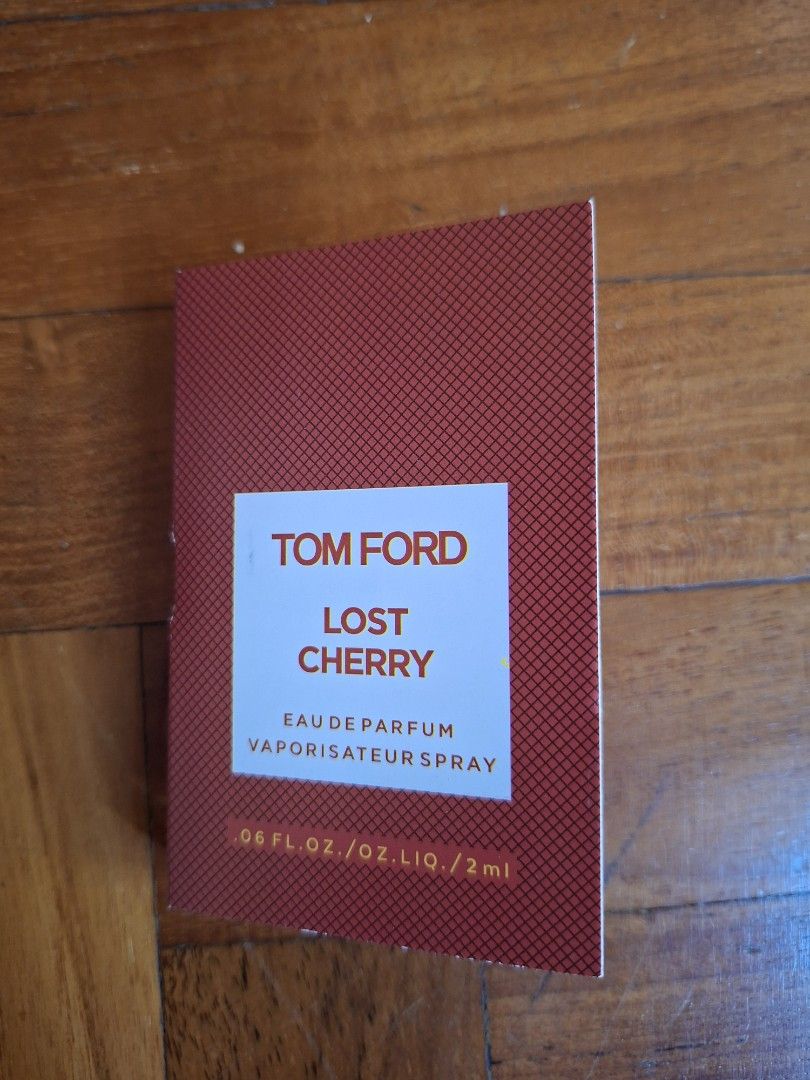 TOM FORD
LOST
CHERRY
EAU DE PARFUM
VAPORISATEUR SPRAY
.06 FL.OZ./OZ.LIQ./2ml